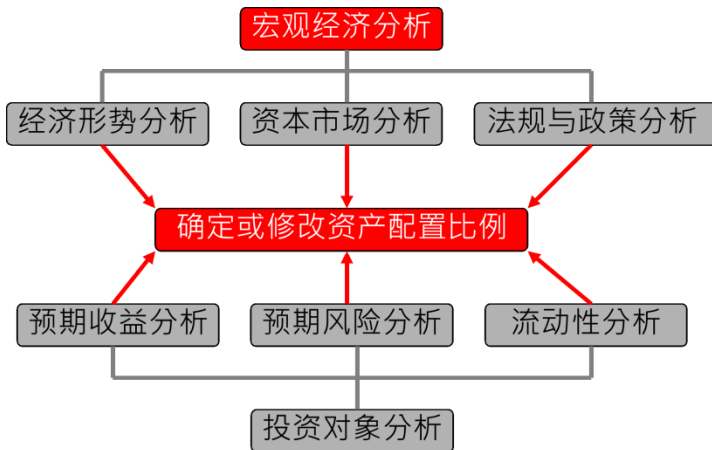 宏观经济分析
经济形势分析
资本市场分析
法规与政策分析
确定或修改资产配置比例
预期收益分析
预期风险分析
流动性分析
投资对象分析